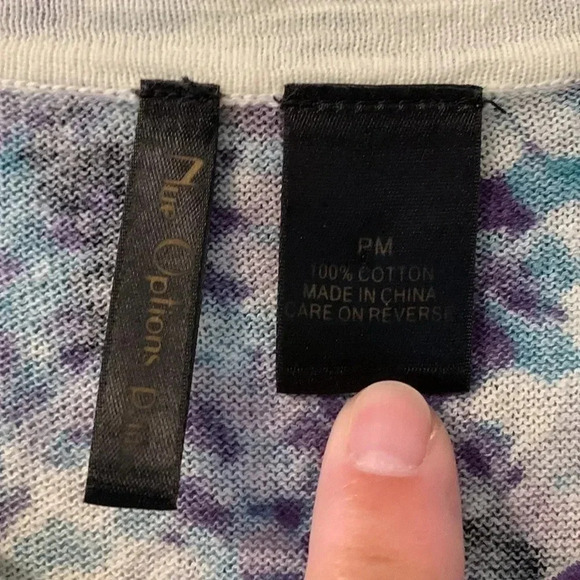 Nue Options
PM
100% COTTON
MADE IN CHINA
CARE ON REVERSE